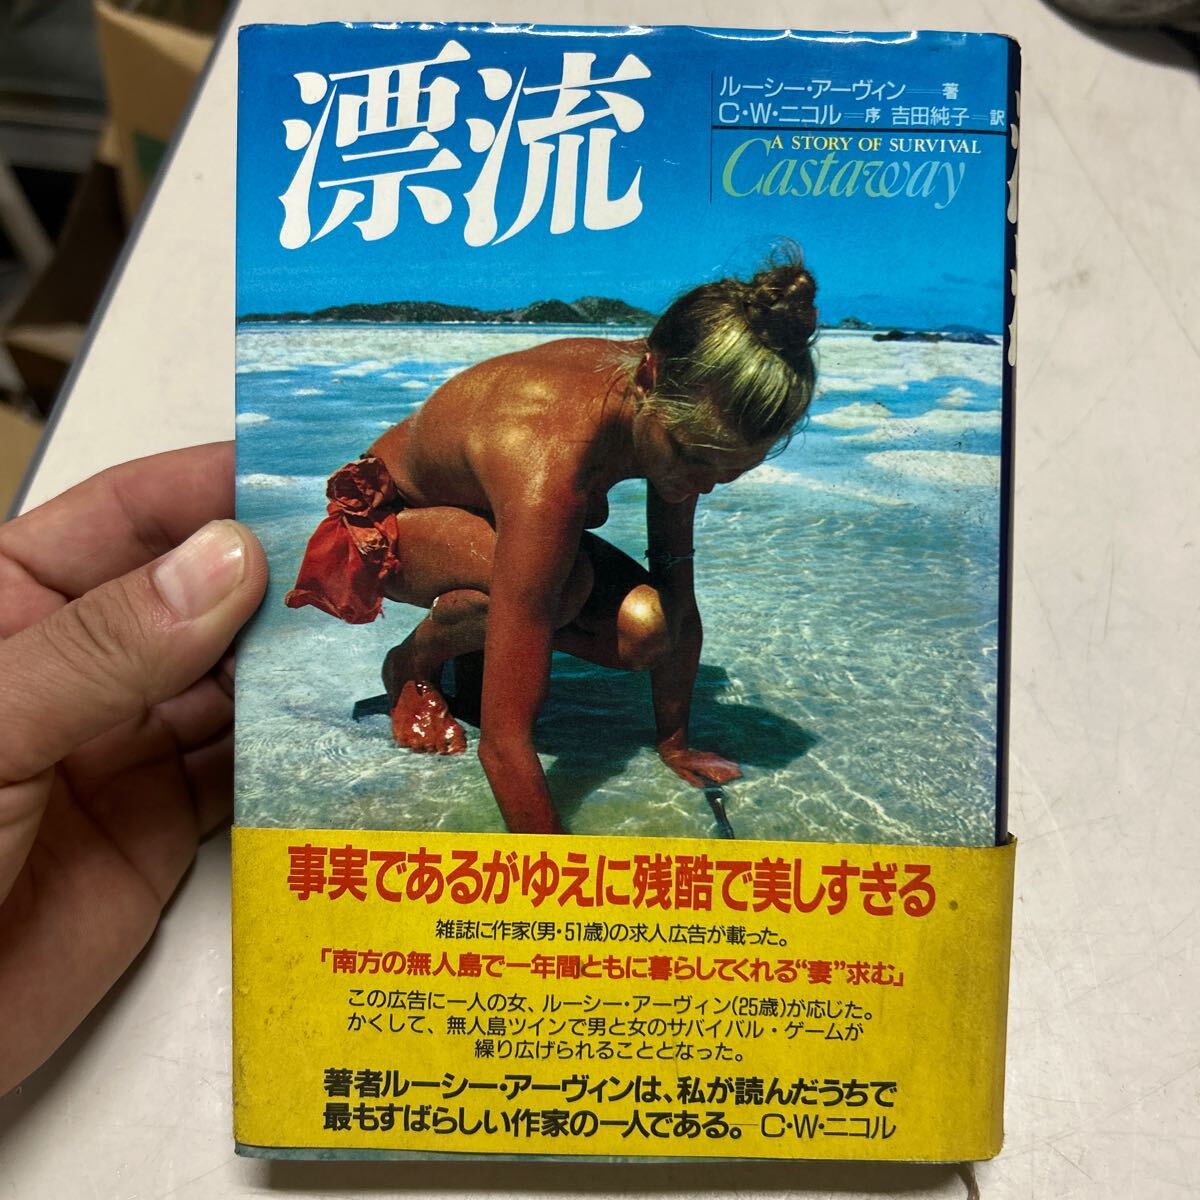 漂流
ルーシー・アーヴィン──著
C・W・ニコル──序 吉田純子──訳
A STORY OF SURVIVAL
Castaway
事実であるがゆえに残酷で美しすぎる
雑誌に作家(男・51歳)の求人広告が載った。
「南方の無人島で一年間ともに暮らしてくれる“妻”求む」
この広告に一人の女、ルーシー・アーヴィン(25歳)が応じた。
かくして、無人島ツインで男と女のサバイバル・ゲームが
繰り広げられることとなった。
著者ルーシー・アーヴィンは、私が読んだうちで
最もすばらしい作家の一人である。─C・W・ニコル